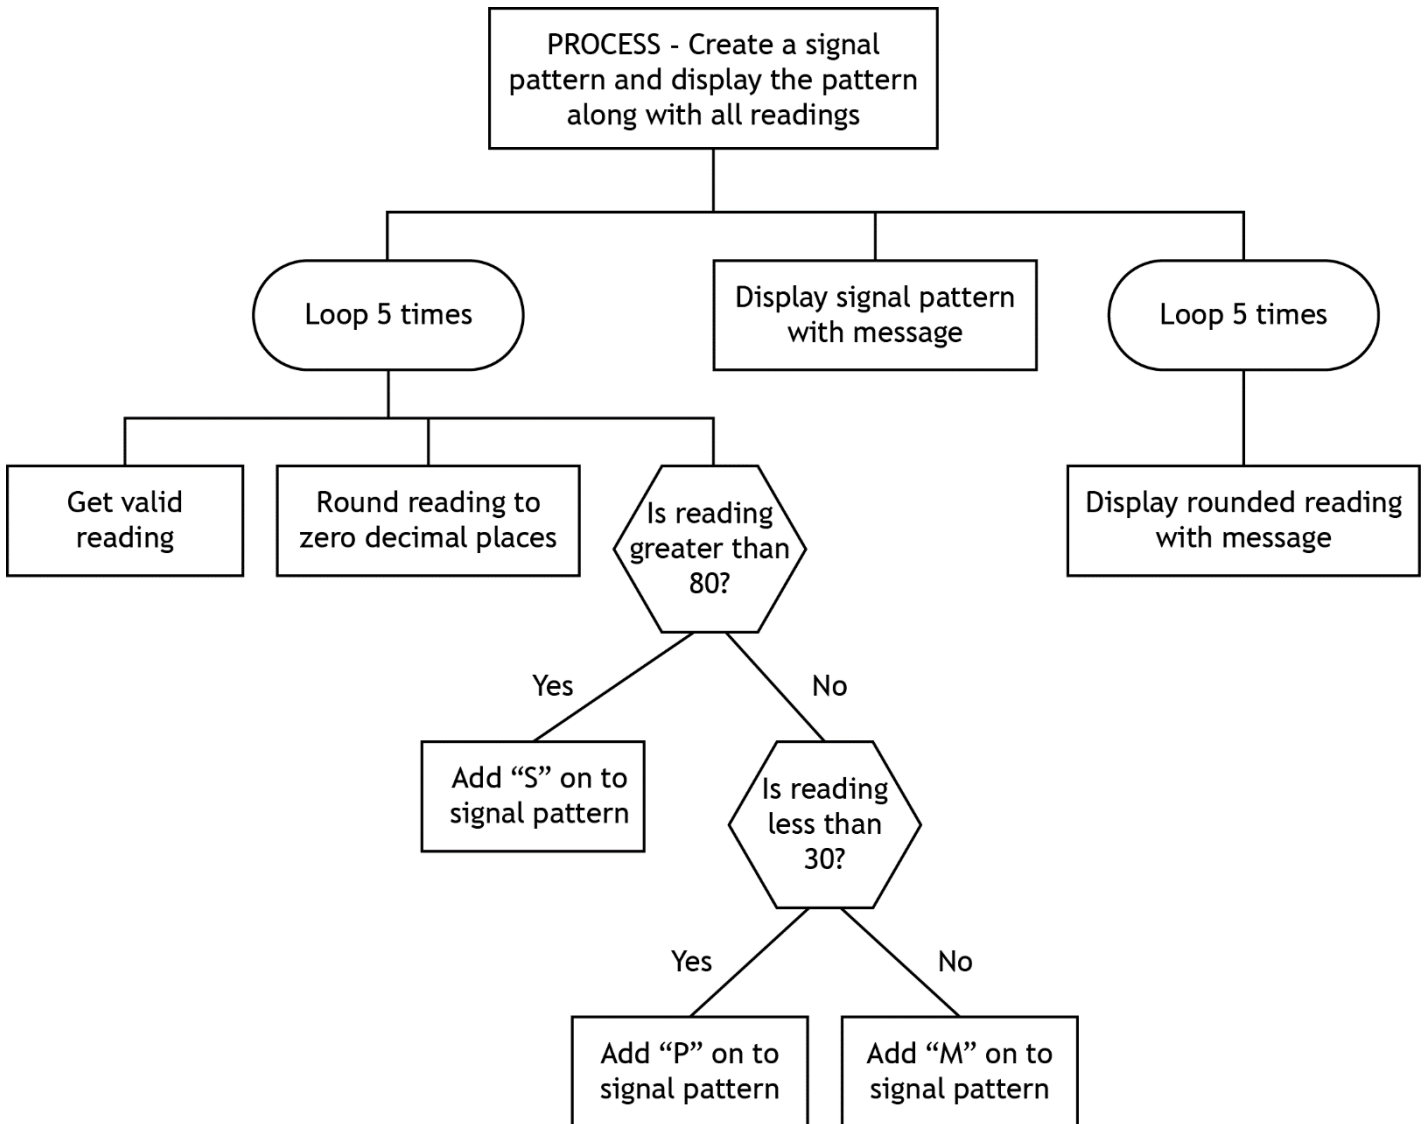 PROCESS - Create a signal
pattern and display the pattern
along with all readings
Loop 5 times
Display signal pattern
with message
Loop 5 times
Get valid
reading
Round reading to
zero decimal places
Is reading
greater than
80?
Display rounded reading
with message
Yes
No
Add “S” on to
signal pattern
Is reading
less than
30?
Yes
No
Add “P” on to
signal pattern
Add “M” on to
signal pattern